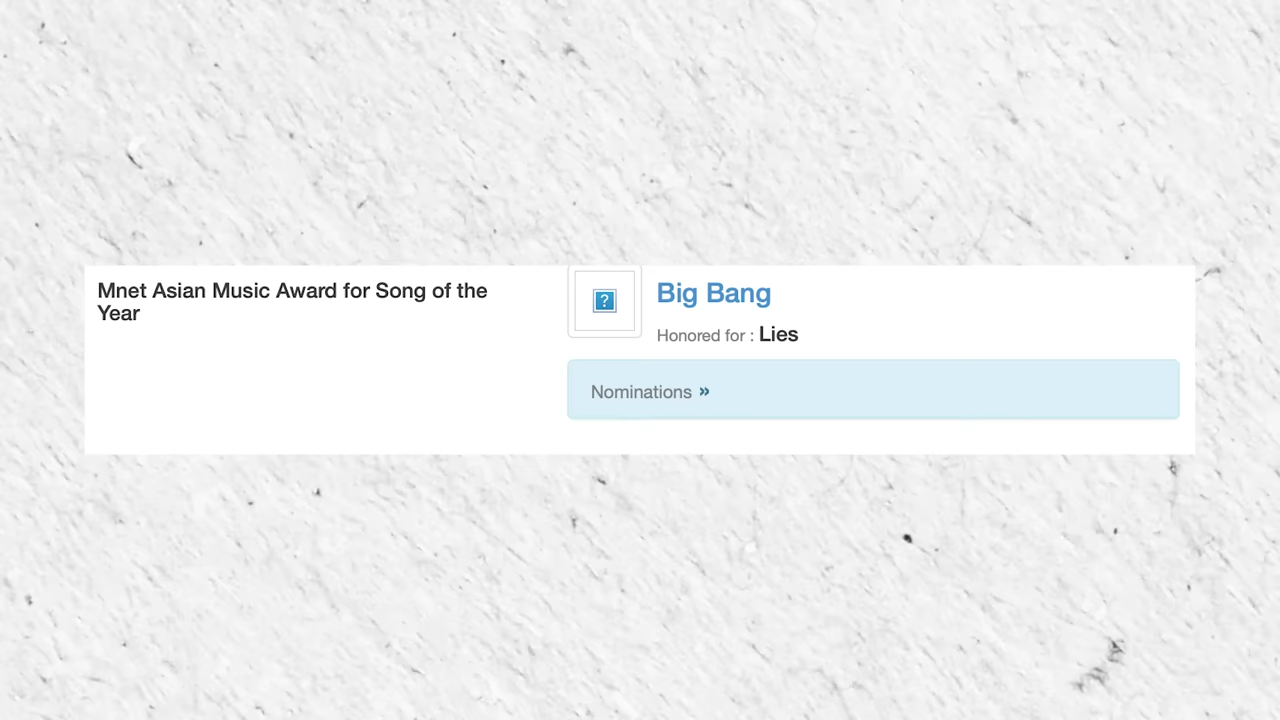 Mnet Asian Music Award for Song of the
Year
?
Big Bang
Honored for : Lies
Nominations »